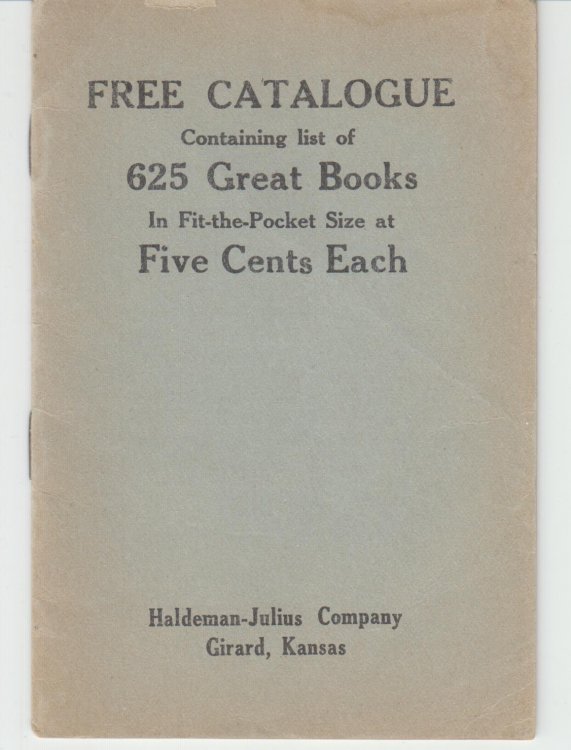 FREE CATALOGUE
Containing list of
625 Great Books
In Fit-the-Pocket Size at
Five Cents Each
Haldeman-Julius Company
Girard, Kansas